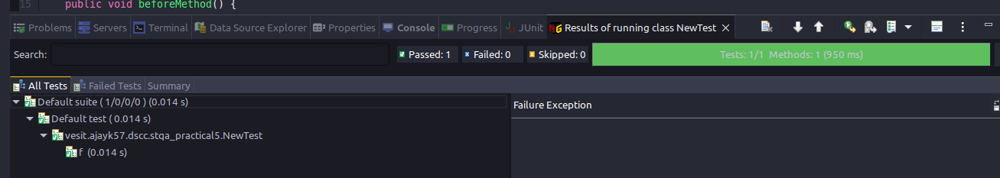 15 public void beforeMethod() {
Problems Servers Terminal Data Source Explorer Properties Console Progress JUnit Results of running class NewTest
Search: Passed: 1 Failed: 0 Skipped: 0 Tests: 1/1 Methods: 1 (950 ms)
All Tests Failed Tests Summary
Default suite ( 1/0/0/0 ) (0.014 s)
Failure Exception
Default test ( 0.014 s)
vesit.ajayk57.dscc.stqa_practical5.NewTest
f (0.014 s)